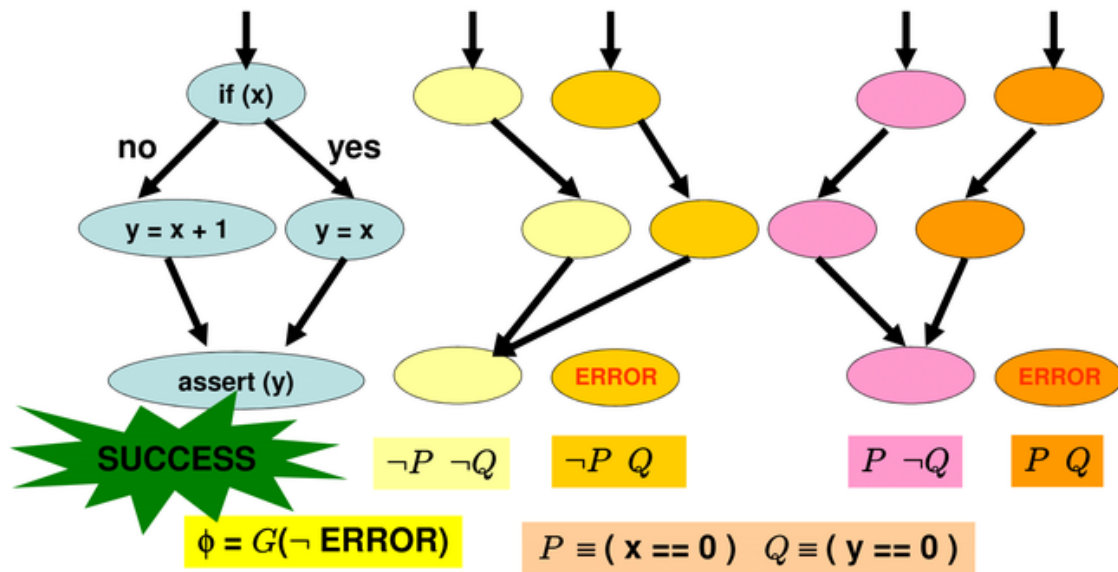 if (x)
no
yes
y = x + 1
y = x
assert (y)
ERROR
ERROR
SUCCESS
¬P ¬Q
¬P Q
P ¬Q
P Q
ϕ = G(¬ ERROR)
P ≡ ( x == 0 ) Q ≡ ( y == 0 )